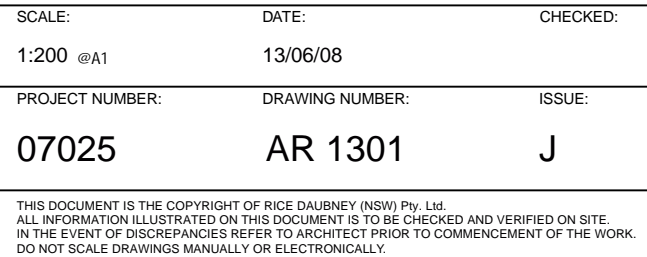 SCALE: DATE: CHECKED:
1:200 @A1 13/06/08
PROJECT NUMBER: DRAWING NUMBER: ISSUE:
07025 AR 1301 J
THIS DOCUMENT IS THE COPYRIGHT OF RICE DAUBNEY (NSW) Pty. Ltd.
ALL INFORMATION ILLUSTRATED ON THIS DOCUMENT IS TO BE CHECKED AND VERIFIED ON SITE.
IN THE EVENT OF DISCREPANCIES REFER TO ARCHITECT PRIOR TO COMMENCEMENT OF THE WORK.
DO NOT SCALE DRAWINGS MANUALLY OR ELECTRONICALLY.